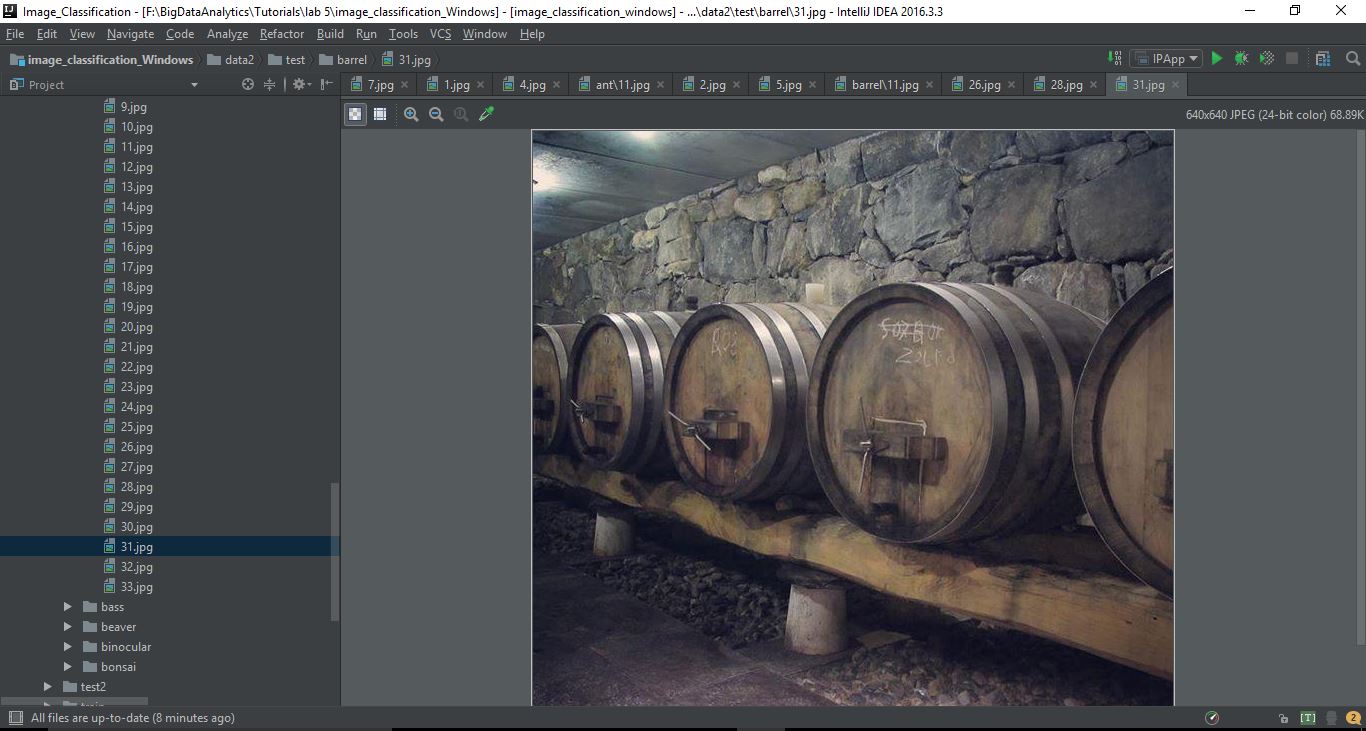 Image_Classification - [F:\BigDataAnalytics\Tutorials\lab 5\image_classification_Windows] - [image_classification_windows] - ...\data2\test\barrel\31.jpg - IntelliJ IDEA 2016.3.3
File Edit View Navigate Code Analyze Refactor Build Run Tools VCS Window Help
image_classification_Windows data2 test barrel 31.jpg IPApp
Project 7.jpg 1.jpg 4.jpg ant\11.jpg 2.jpg 5.jpg barrel\11.jpg 26.jpg 28.jpg 31.jpg
640x640 JPEG (24-bit color) 68.89K
9.jpg
10.jpg
11.jpg
12.jpg
13.jpg
14.jpg
15.jpg
16.jpg
17.jpg
18.jpg
19.jpg
20.jpg
21.jpg
22.jpg
23.jpg
24.jpg
25.jpg
26.jpg
27.jpg
28.jpg
29.jpg
30.jpg
31.jpg
32.jpg
33.jpg
bass
beaver
binocular
bonsai
test2
All files are up-to-date (8 minutes ago) [T] 2